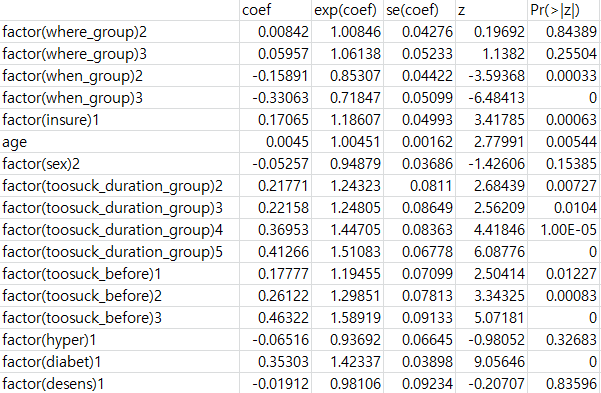 coef exp(coef) se(coef) z Pr(>|z|)
factor(where_group)2 0.00842 1.00846 0.04276 0.19692 0.84389
factor(where_group)3 0.05957 1.06138 0.05233 1.1382 0.25504
factor(when_group)2 -0.15891 0.85307 0.04422 -3.59368 0.00033
factor(when_group)3 -0.33063 0.71847 0.05099 -6.48413 0
factor(insure)1 0.17065 1.18607 0.04993 3.41785 0.00063
age 0.0045 1.00451 0.00162 2.77991 0.00544
factor(sex)2 -0.05257 0.94879 0.03686 -1.42606 0.15385
factor(toosuck_duration_group)2 0.21771 1.24323 0.0811 2.68439 0.00727
factor(toosuck_duration_group)3 0.22158 1.24805 0.08649 2.56209 0.0104
factor(toosuck_duration_group)4 0.36953 1.44705 0.08363 4.41846 1.00E-05
factor(toosuck_duration_group)5 0.41266 1.51083 0.06778 6.08776 0
factor(toosuck_before)1 0.17777 1.19455 0.07099 2.50414 0.01227
factor(toosuck_before)2 0.26122 1.29851 0.07813 3.34325 0.00083
factor(toosuck_before)3 0.46322 1.58919 0.09133 5.07181 0
factor(hyper)1 -0.06516 0.93692 0.06645 -0.98052 0.32683
factor(diabet)1 0.35303 1.42337 0.03898 9.05646 0
factor(desens)1 -0.01912 0.98106 0.09234 -0.20707 0.83596